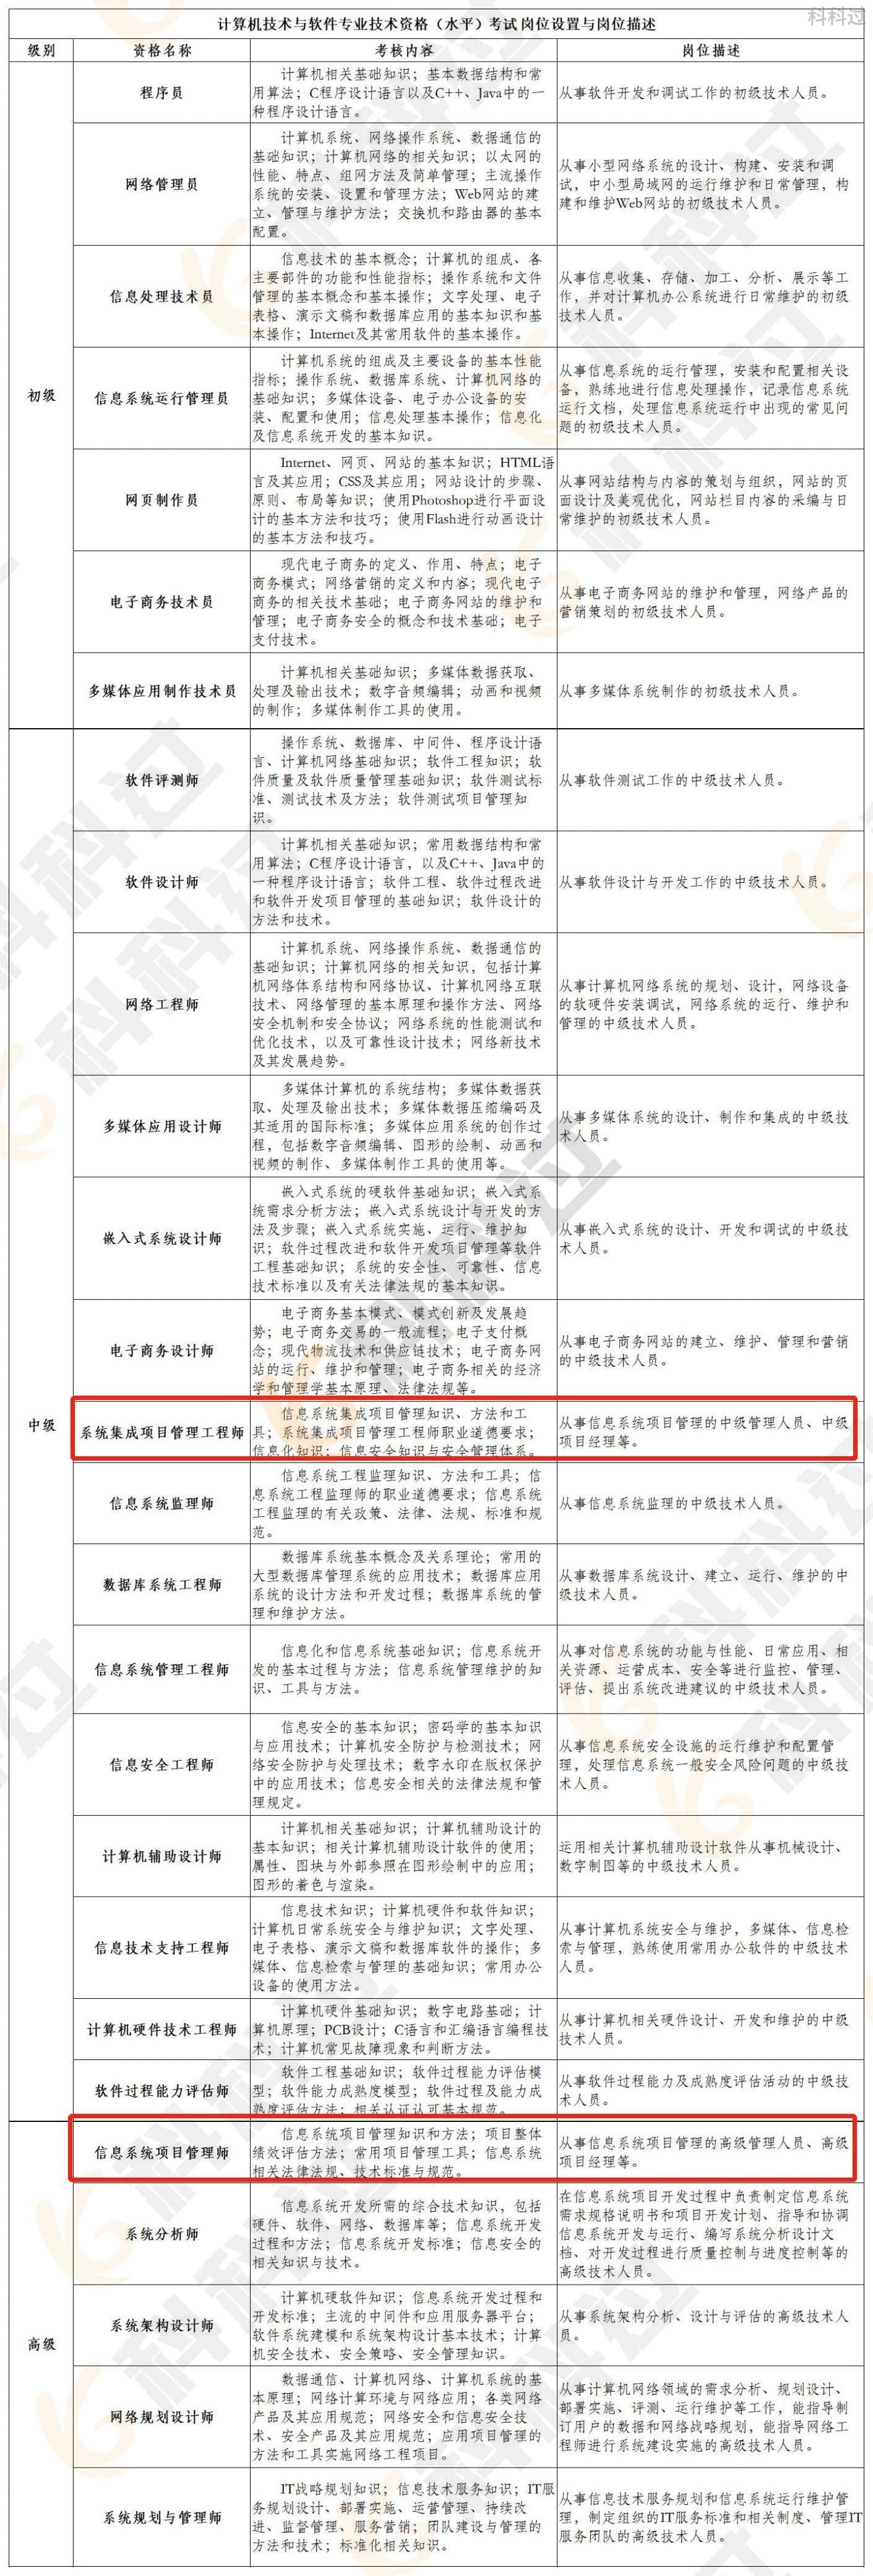 科科过
计算机技术与软件专业技术资格（水平）考试岗位设置与岗位描述
级别 资格名称 考核内容 岗位描述
初级
程序员
计算机相关基础知识；基本数据结构和常
用算法；C程序设计语言以及C++、Java中的一
种程序设计语言。
从事软件开发和调试工作的初级技术人员。
网络管理员
计算机系统、网络操作系统、数据通信的
基础知识；计算机网络的相关知识；以太网的
性能、特点、组网方法及简单管理；主流操作
系统的安装、设置和管理方法；Web网站的建
立、管理与维护方法；交换机和路由器的基本
配置。
从事小型网络系统的设计、构建、安装和调
试，中小型局域网的运行维护和日常管理，构
建和维护Web网站的初级技术人员。
信息处理技术员
信息技术的基本概念；计算机的组成、各
主要部件的功能和性能指标；操作系统和文件
管理的基本概念和基本操作；文字处理、电子
表格、演示文稿和数据库应用的基本知识和基
本操作；Internet及其常用软件的基本操作。
从事信息收集、存储、加工、分析、展示等工
作，并对计算机办公系统进行日常维护的初级
技术人员。
信息系统运行管理员
计算机系统的组成及主要设备的基本性能
指标；操作系统、数据库系统、计算机网络的
基础知识；多媒体设备、电子办公设备的安
装、配置和使用；信息处理基本操作；信息化
及信息系统开发的基本知识。
从事信息系统的运行管理，安装和配置相关设
备，熟练地进行信息处理操作，记录信息系统
运行文档，处理信息系统运行中出现的常见问
题的初级技术人员。
网页制作员
Internet、网页、网站的基本知识；HTML语
言及其应用；CSS及其应用；网站设计的步骤、
原则、布局等知识；使用Photoshop进行平面设
计的基本方法和技巧；使用Flash进行动画设计
的基本方法和技巧。
从事网站结构与内容的策划与组织，网站的页
面设计及美观优化，网站栏目内容的采编与日
常维护的初级技术人员。
电子商务技术员
现代电子商务的定义、作用、特点；电子
商务模式；网络营销的定义和内容；现代电子
商务的相关技术基础；电子商务网站的维护和
管理；电子商务安全的概念和技术基础；电子
支付技术。
从事电子商务网站的维护和管理，网络产品的
营销策划的初级技术人员。
多媒体应用制作技术员
计算机相关基础知识；多媒体数据获取、
处理及输出技术；数字音频编辑；动画和视频
的制作；多媒体制作工具的使用。
从事多媒体系统制作的初级技术人员。
中级
软件评测师
操作系统、数据库、中间件、程序设计语
言、计算机网络基础知识；软件工程知识；软
件质量及软件质量管理基础知识；软件测试标
准、测试技术及方法；软件测试项目管理知
识。
从事软件测试工作的中级技术人员。
软件设计师
计算机相关基础知识；常用数据结构和常
用算法；C程序设计语言，以及C++、Java中的
一种程序设计语言；软件工程、软件过程改进
和软件开发项目管理的基础知识；软件设计的
方法和技术。
从事软件设计与开发工作的中级技术人员。
网络工程师
计算机系统、网络操作系统、数据通信的
基础知识；计算机网络的相关知识，包括计算
机网络体系结构和网络协议、计算机网络互联
技术、网络管理的基本原理和操作方法、网络
安全机制和安全协议；网络系统的性能测试和
优化技术，以及可靠性设计技术；网络新技术
及其发展趋势。
从事计算机网络系统的规划、设计，网络设备
的软硬件安装调试，网络系统的运行、维护和
管理的中级技术人员。
多媒体应用设计师
多媒体计算机的系统结构；多媒体数据获
取、处理及输出技术；多媒体数据压缩编码及
其适用的国际标准；多媒体应用系统的创作过
程，包括数字音频编辑、图形的绘制、动画和
视频的制作、多媒体制作工具的使用等。
从事多媒体系统的设计、制作和集成的中级技
术人员。
嵌入式系统设计师
嵌入式系统的硬软件基础知识；嵌入式系
统需求分析方法；嵌入式系统设计与开发的方
法及步骤；嵌入式系统实施、运行、维护知
识；软件过程改进和软件开发项目管理等软件
工程基础知识；系统的安全性、可靠性、信息
技术标准以及有关法律法规的基本知识。
从事嵌入式系统的设计、开发和调试的中级技
术人员。
电子商务设计师
电子商务基本模式、模式创新及发展趋
势；电子商务交易的一般流程；电子支付概
念；现代物流技术和供应链技术；电子商务网
站的运行、维护和管理；电子商务相关的经济
学和管理学基本原理、法律法规等。
从事电子商务网站的建立、维护、管理和营销
的中级技术人员。
系统集成项目管理工程师
信息系统集成项目管理知识、方法和工
具；系统集成项目管理工程师职业道德要求；
信息化知识；信息安全知识与安全管理体系。
从事信息系统项目管理的中级管理人员、中级
项目经理等。
信息系统监理师
信息系统工程监理知识、方法和工具；信
息系统工程监理师的职业道德要求；信息系统
工程监理的有关政策、法律、法规、标准和规
范。
从事信息系统监理的中级技术人员。
数据库系统工程师
数据库系统基本概念及关系理论；常用的
大型数据库管理系统的应用技术；数据库应用
系统的设计方法和开发过程；数据库系统的管
理和维护方法。
从事数据库系统设计、建立、运行、维护的中
级技术人员。
信息系统管理工程师
信息化和信息系统基础知识；信息系统开
发的基本过程与方法；信息系统管理维护的知
识、工具与方法。
从事对信息系统的功能与性能、日常应用、相
关资源、运营成本、安全等进行监控、管理、
评估、提出系统改进建议的中级技术人员。
信息安全工程师
信息安全的基本知识；密码学的基本知识
与应用技术；计算机安全防护与检测技术；网
络安全防护与处理技术；数字水印在版权保护
中的应用技术；信息安全相关的法律法规和管
理规定。
从事信息系统安全设施的运行维护和配置管
理，处理信息系统一般安全风险问题的中级技
术人员。
计算机辅助设计师
计算机相关基础知识；计算机辅助设计的
基本知识；相关计算机辅助设计软件的使用；
属性、图块与外部参照在图形绘制中的应用；
图形的着色与渲染。
运用相关计算机辅助设计软件从事机械设计、
数字制图等的中级技术人员。
信息技术支持工程师
信息技术知识；计算机硬件和软件知识；
计算机日常系统安全与维护知识；文字处理、
电子表格、演示文稿和数据库软件的操作；多
媒体、信息检索与管理的基础知识；常用办公
设备的使用方法。
从事计算机系统安全与维护，多媒体、信息检
索与管理，熟练使用常用办公软件的中级技术
人员。
计算机硬件技术工程师
计算机硬件基础知识；数字电路基础；计
算机原理；PCB设计；C语言和汇编语言编程技
术；计算机常见故障现象和判断方法。
从事计算机相关硬件设计、开发和维护的中级
技术人员。
软件过程能力评估师
软件工程基础知识；软件过程能力评估模
型；软件能力成熟度模型；软件过程及能力成
熟度评估方法；相关认证认可基本规范。
从事软件过程能力及成熟度评估活动的中级技
术人员。
高级
信息系统项目管理师
信息系统项目管理知识和方法；项目整体
绩效评估方法；常用项目管理工具；信息系统
相关法律法规、技术标准与规范。
从事信息系统项目管理的高级管理人员、高级
项目经理等。
系统分析师
信息系统开发所需的综合技术知识，包括
硬件、软件、网络、数据库等；信息系统开发
过程和方法；信息系统开发标准；信息安全的
相关知识与技术。
在信息系统项目开发过程中负责制定信息系统
需求规格说明书和项目开发计划、指导和协调
信息系统开发与运行、编写系统分析设计文
档、对开发过程进行质量控制与进度控制等的
高级技术人员。
系统架构设计师
计算机硬软件知识；信息系统开发过程和
开发标准；主流的中间件和应用服务器平台；
软件系统建模和系统架构设计基本技术；计算
机安全技术、安全策略、安全管理知识。
从事系统架构分析、设计与评估的高级技术人
员。
网络规划设计师
数据通信、计算机网络、计算机系统的基
本原理；网络计算环境与网络应用；各类网络
产品及其应用规范；网络安全和信息安全技
术、安全产品及其应用规范；应用项目管理的
方法和工具实施网络工程项目。
从事计算机网络领域的需求分析、规划设计、
部署实施、评测、运行维护等工作，能指导制
订用户的数据和网络战略规划，能指导网络工
程师进行系统建设实施的高级技术人员。
系统规划与管理师
IT战略规划知识；信息技术服务知识；IT服
务规划设计、部署实施、运营管理、持续改
进、监督管理、服务营销；团队建设与管理的
方法和技术；标准化相关知识。
从事信息技术服务规划和信息系统运行维护管
理，制定组织的IT服务标准和相关制度、管理IT
服务团队的高级技术人员。